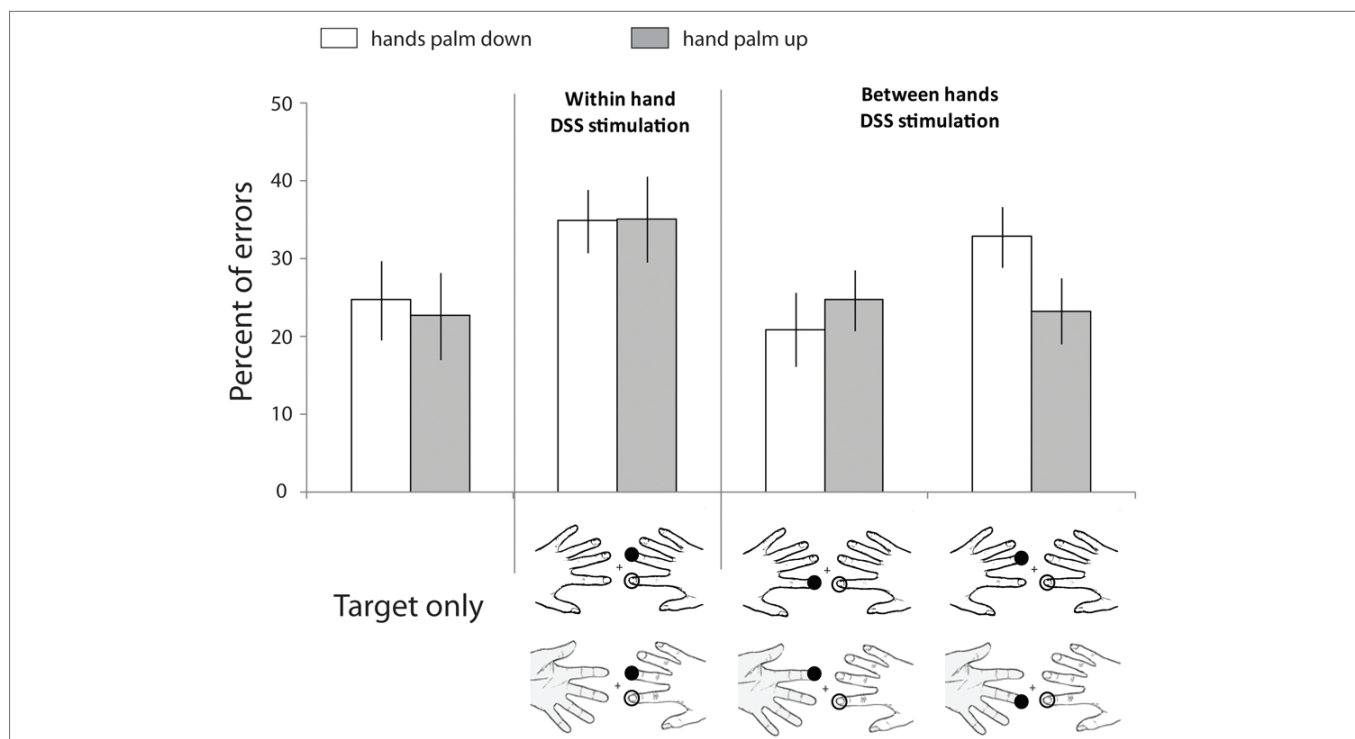 hands palm down
hand palm up
Within hand
DSS stimulation
Between hands
DSS stimulation
Percent of errors
50
40
30
20
10
0
Target only